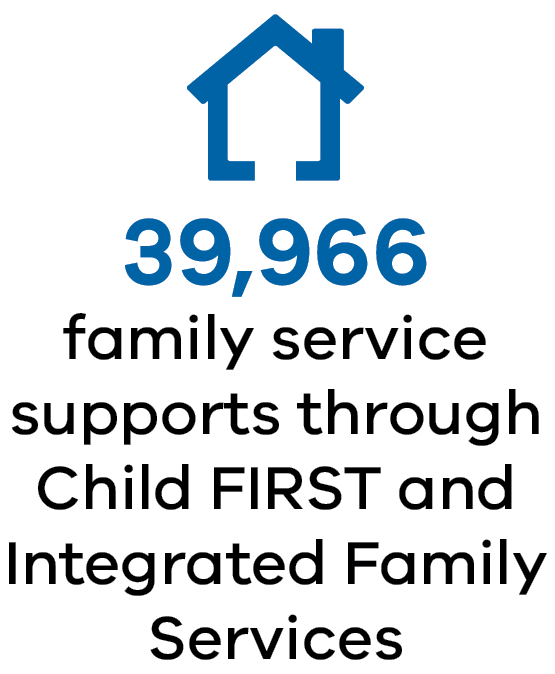 39,966
family service
supports through
Child FIRST and
Integrated Family
Services